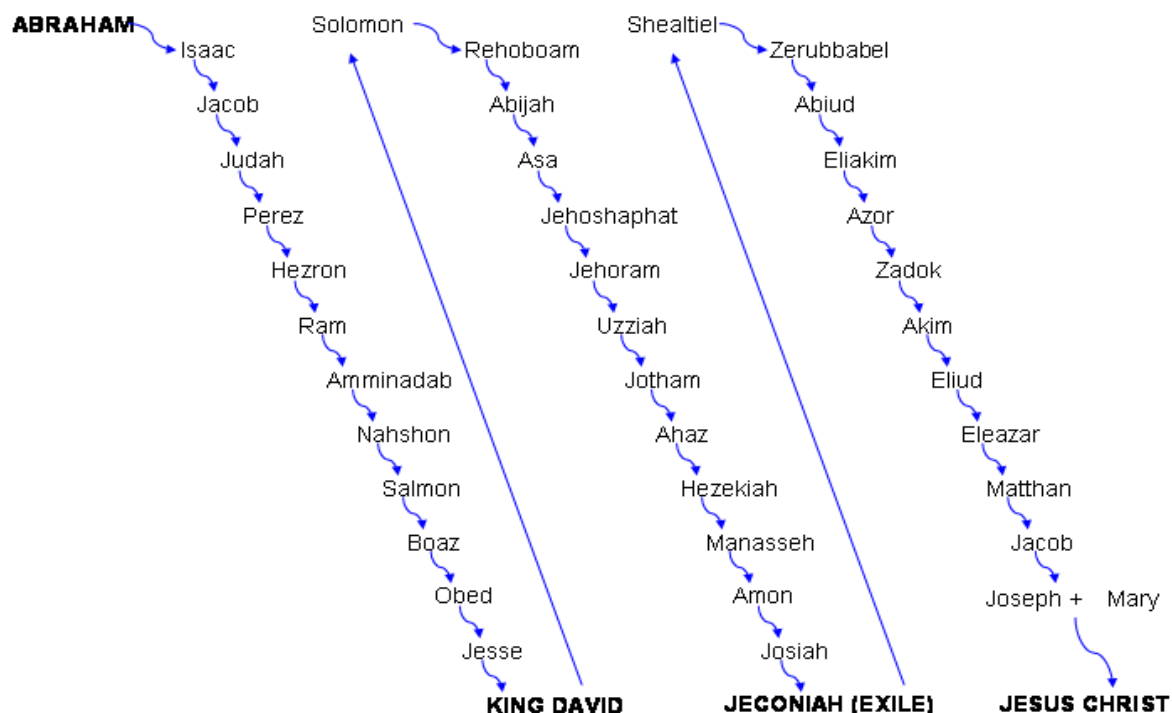 ABRAHAM
Isaac
Jacob
Judah
Perez
Hezron
Ram
Amminadab
Nahshon
Salmon
Boaz
Obed
Jesse
KING DAVID
Solomon
Rehoboam
Abijah
Asa
Jehoshaphat
Jehoram
Uzziah
Jotham
Ahaz
Hezekiah
Manasseh
Amon
Josiah
JECONIAH (EXILE)
Shealtiel
Zerubbabel
Abiud
Eliakim
Azor
Zadok
Akim
Eliud
Eleazar
Matthan
Jacob
Joseph + Mary
JESUS CHRIST